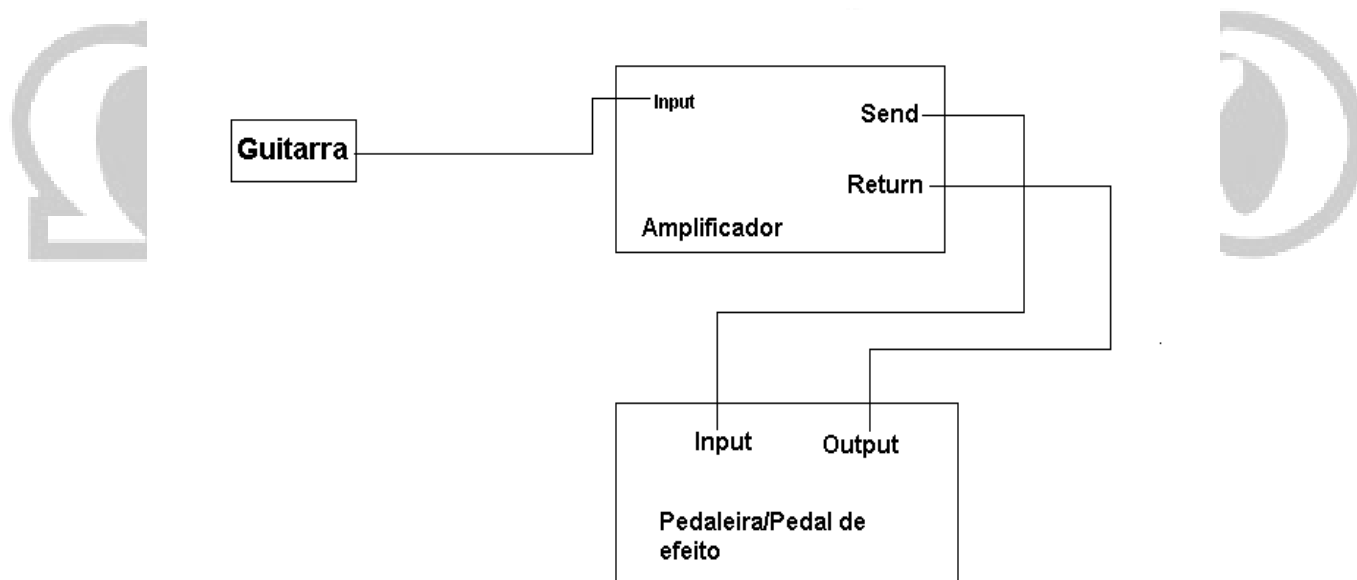 Input
Send
Guitarra
Return
Amplificador
Input
Output
Pedaleira/Pedal de
efeito